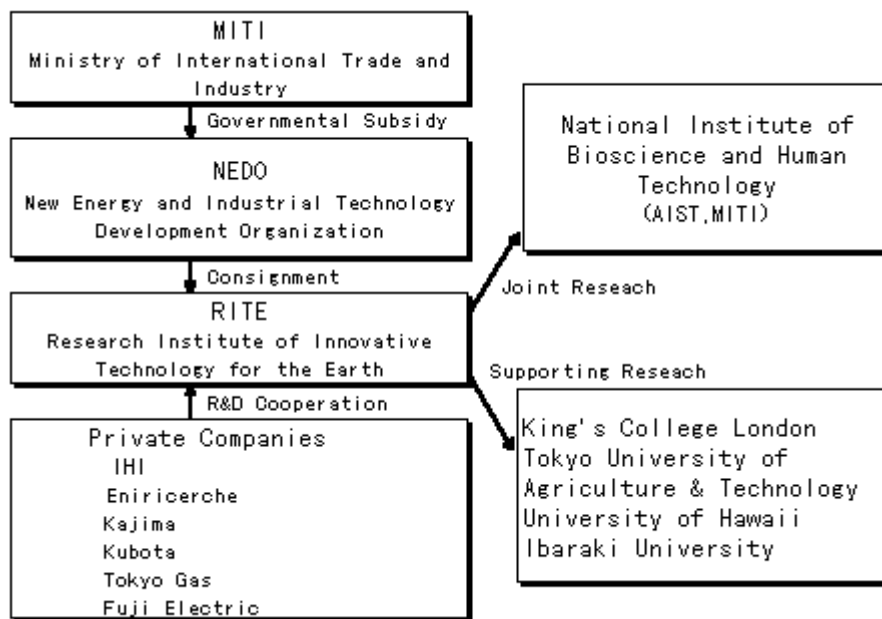 MITI
Ministry of International Trade and
Industry
Governmental Subsidy
NEDO
New Energy and Industrial Technology
Development Organization
Consignment
RITE
Research Institute of Innovative
Technology for the Earth
R&D Cooperation
Private Companies
IHI
Eniricerche
Kajima
Kubota
Tokyo Gas
Fuji Electric
National Institute of
Bioscience and Human
Technology
(AIST,MITI)
Joint Reseach
Supporting Reseach
King's College London
Tokyo University of
Agriculture & Technology
University of Hawaii
Ibaraki University